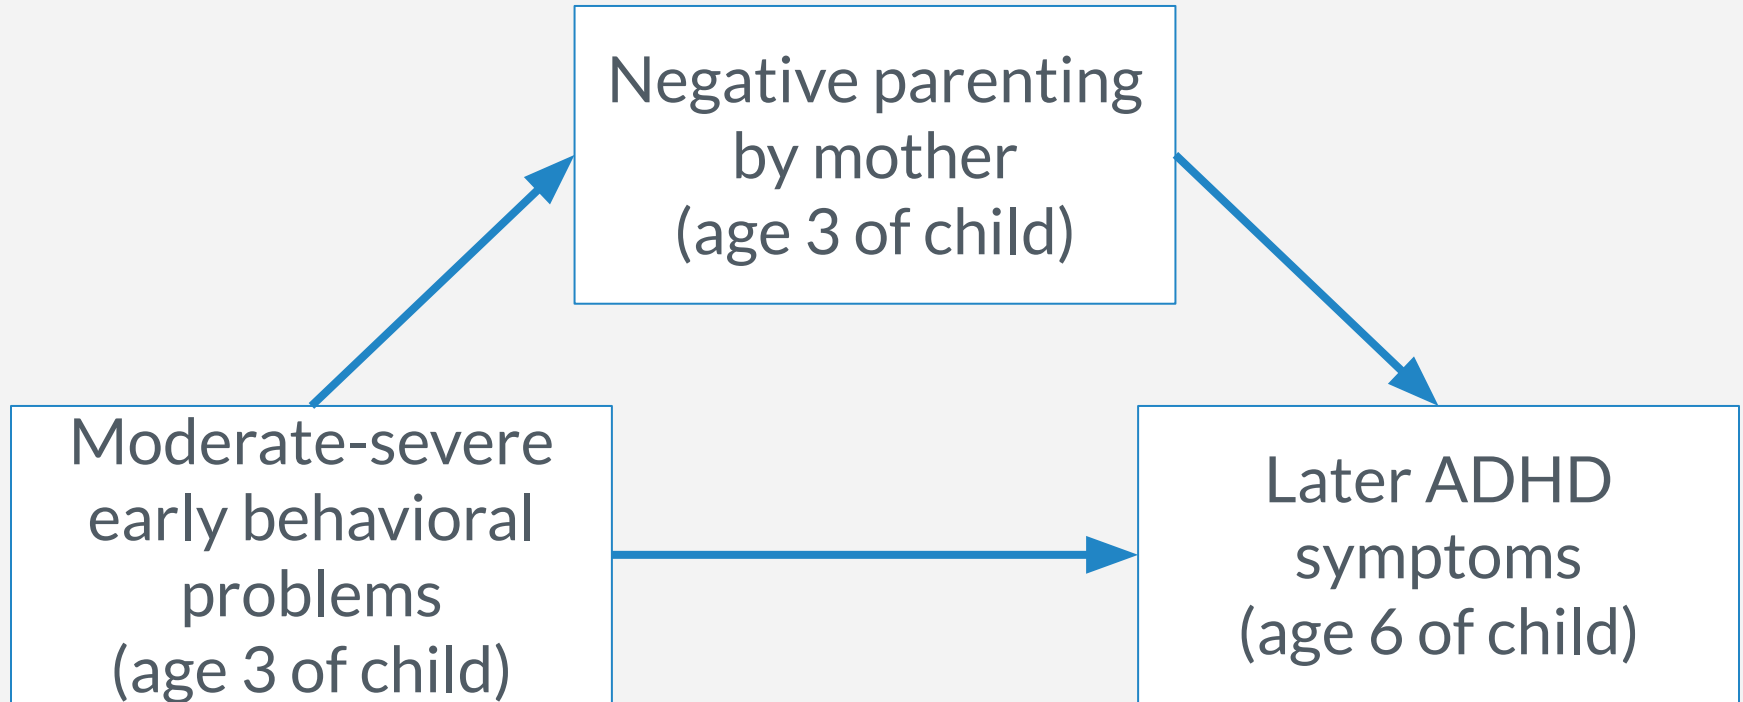 Negative parenting
by mother
(age 3 of child)
Moderate-severe
early behavioral
problems
(age 3 of child)
Later ADHD
symptoms
(age 6 of child)